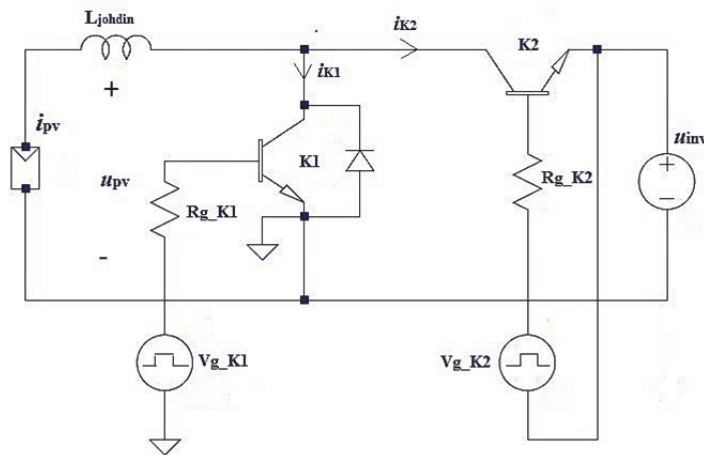 Ljohdin
iK2
K2
iK1
+
ipv
K1
uinv
upv
Rg_K1
Rg_K2
+
-
-
Vg_K1
Vg_K2